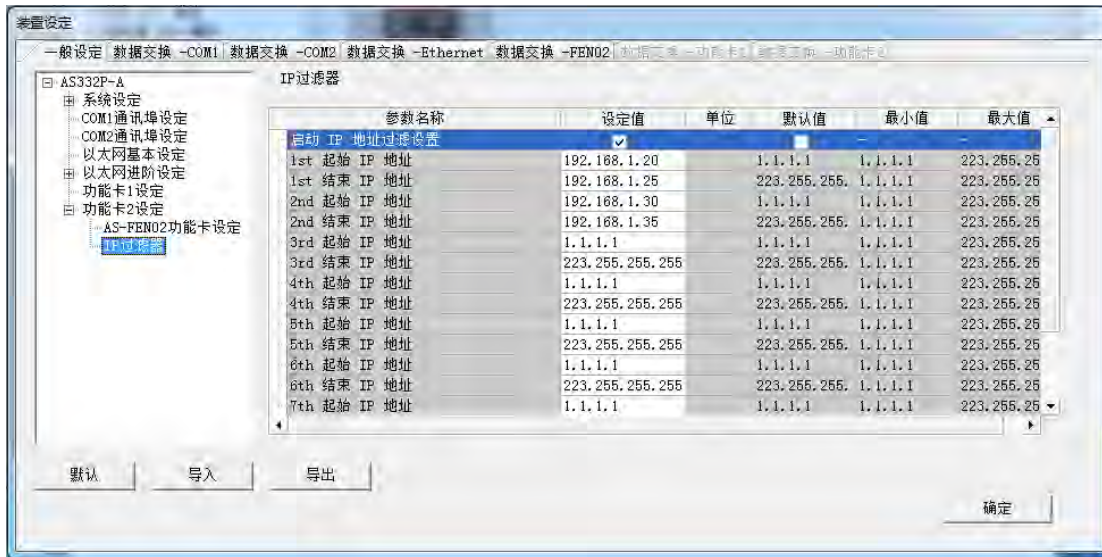 装置设定
一般设定 数据交换 -COM1 数据交换 -COM2 数据交换 -Ethernet 数据交换 -FEN02 数据交换 -功能卡1 数据交换 -功能卡2
AS332P-A
系统设定
COM1通讯埠设定
COM2通讯埠设定
以太网基本设定
以太网进阶设定
功能卡1设定
功能卡2设定
AS-FEN02功能卡设定
IP过滤器
IP过滤器
参数名称 设定值 单位 默认值 最小值 最大值
启动 IP 地址过滤设置 - -
1st 起始 IP 地址 192.168.1.20 1.1.1.1 1.1.1.1 223.255.25
1st 结束 IP 地址 192.168.1.25 223.255.255. 1.1.1.1 223.255.25
2nd 起始 IP 地址 192.168.1.30 1.1.1.1 1.1.1.1 223.255.25
2nd 结束 IP 地址 192.168.1.35 223.255.255. 1.1.1.1 223.255.25
3rd 起始 IP 地址 1.1.1.1 1.1.1.1 1.1.1.1 223.255.25
3rd 结束 IP 地址 223.255.255.255 223.255.255. 1.1.1.1 223.255.25
4th 起始 IP 地址 1.1.1.1 1.1.1.1 1.1.1.1 223.255.25
4th 结束 IP 地址 223.255.255.255 223.255.255. 1.1.1.1 223.255.25
5th 起始 IP 地址 1.1.1.1 1.1.1.1 1.1.1.1 223.255.25
5th 结束 IP 地址 223.255.255.255 223.255.255. 1.1.1.1 223.255.25
6th 起始 IP 地址 1.1.1.1 1.1.1.1 1.1.1.1 223.255.25
6th 结束 IP 地址 223.255.255.255 223.255.255. 1.1.1.1 223.255.25
7th 起始 IP 地址 1.1.1.1 1.1.1.1 1.1.1.1 223.255.25
默认 导入 导出
确定